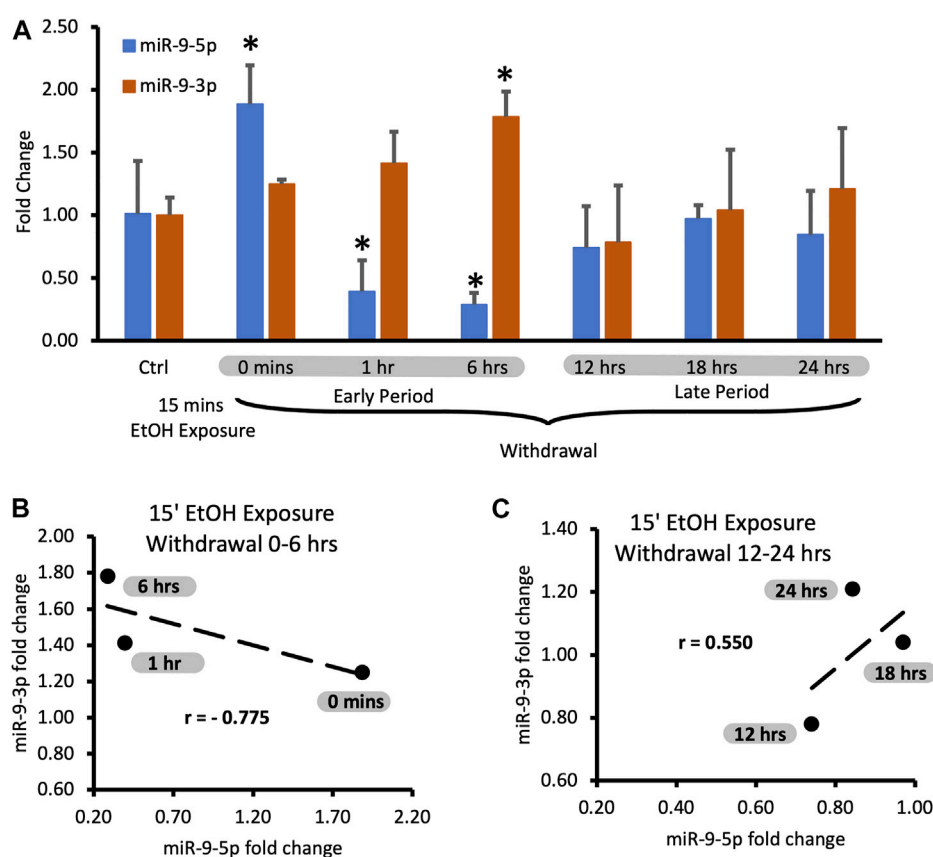 A
2.50
2.00
1.50
1.00
0.50
0.00
Fold Change
miR-9-5p
miR-9-3p
*
*
*
*
Ctrl
0 mins
1 hr
6 hrs
12 hrs
18 hrs
24 hrs
15 mins
EtOH Exposure
Early Period
Late Period
Withdrawal
B
15' EtOH Exposure
Withdrawal 0-6 hrs
2.00
1.80
1.60
1.40
1.20
1.00
0.80
0.60
miR-9-3p fold change
6 hrs
1 hr
0 mins
r = - 0.775
0.20
0.70
1.20
1.70
2.20
miR-9-5p fold change
C
15' EtOH Exposure
Withdrawal 12-24 hrs
1.40
1.20
1.00
0.80
0.60
miR-9-3p fold change
24 hrs
r = 0.550
18 hrs
12 hrs
0.20
0.40
0.60
0.80
1.00
miR-9-5p fold change